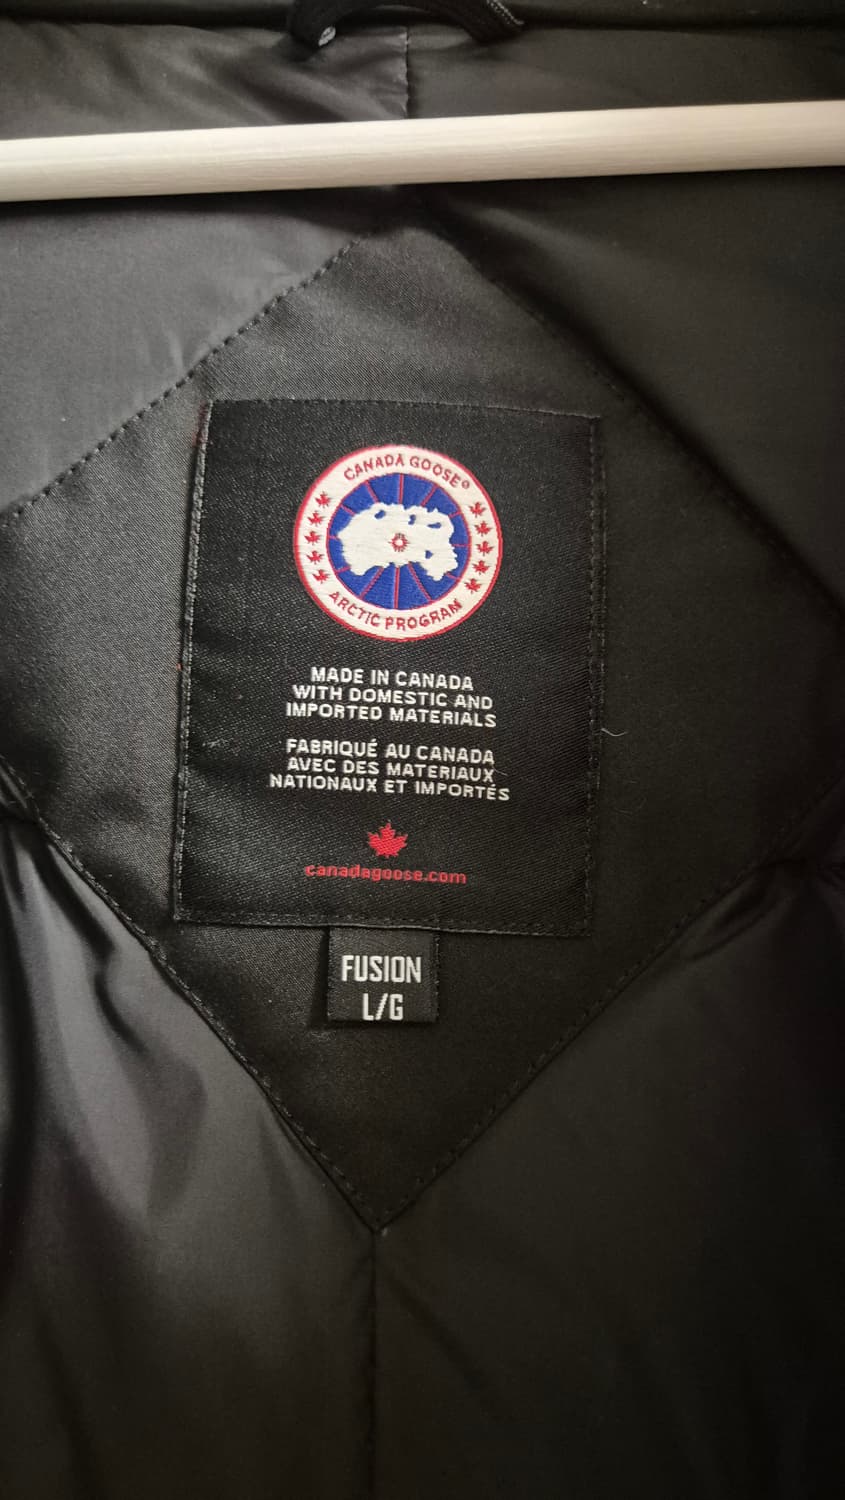 CANADA GOOSE®
ARCTIC PROGRAM
MADE IN CANADA
WITH DOMESTIC AND
IMPORTED MATERIALS
FABRIQUÉ AU CANADA
AVEC DES MATERIAUX
NATIONAUX ET IMPORTÉS
canadagoose.com
FUSION
L/G